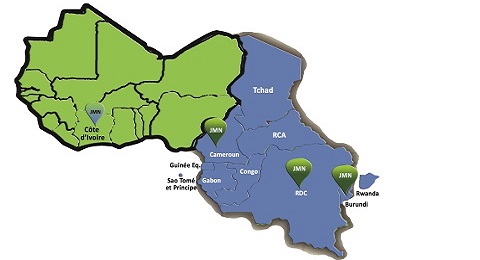 Tchad
JMN
Côte
d'Ivoire
JMN
RCA
Cameroun
Guinée Eq.
Sao Tomé
et Principe
Gabon
Congo
JMN
RDC
JMN
Rwanda
Burundi